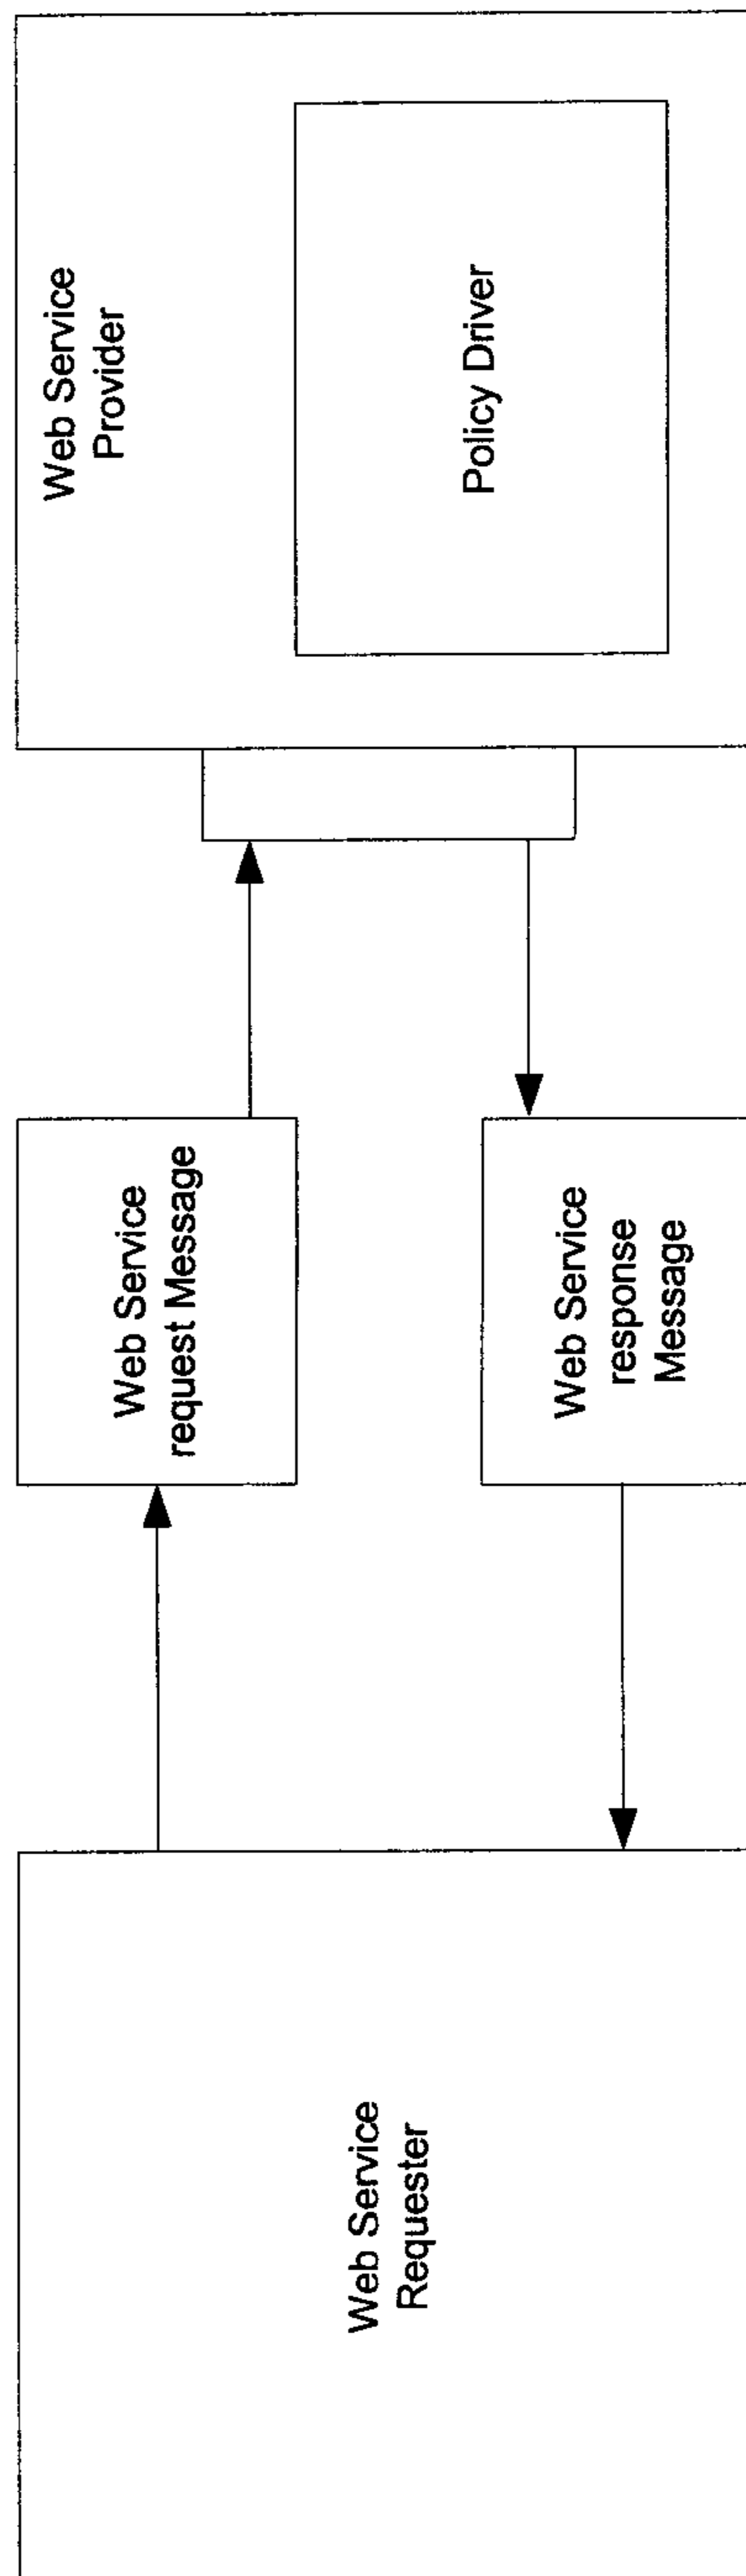 Web Service
Requester
Web Service
request Message
Web Service
response
Message
Web Service
Provider
Policy Driver